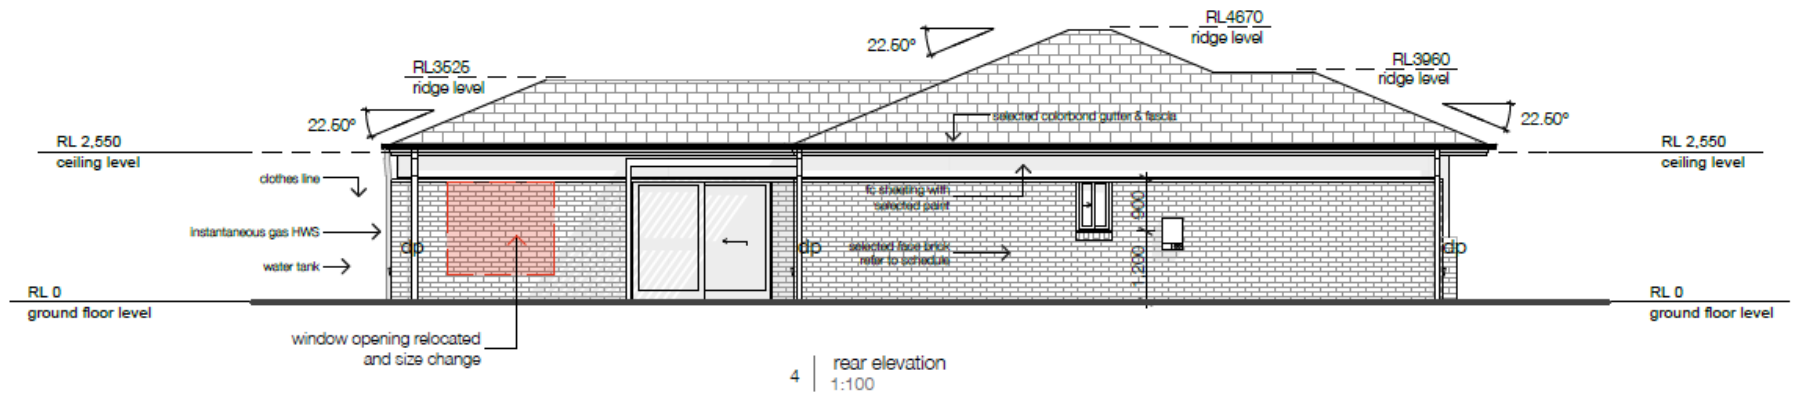 RL4670
ridge level
22.50°
RL3525
ridge level
RL3960
ridge level
22.50°
22.50°
selected colorbond gutter & fascia
RL 2,550
ceiling level
RL 2,550
ceiling level
clothes line
fc sheeting with
selected paint
900
instantaneous gas HWS
dp
dp
selected face brick
refer to schedule
dp
water tank
1,200
RL 0
ground floor level
RL 0
ground floor level
window opening relocated
and size change
4
rear elevation
1:100